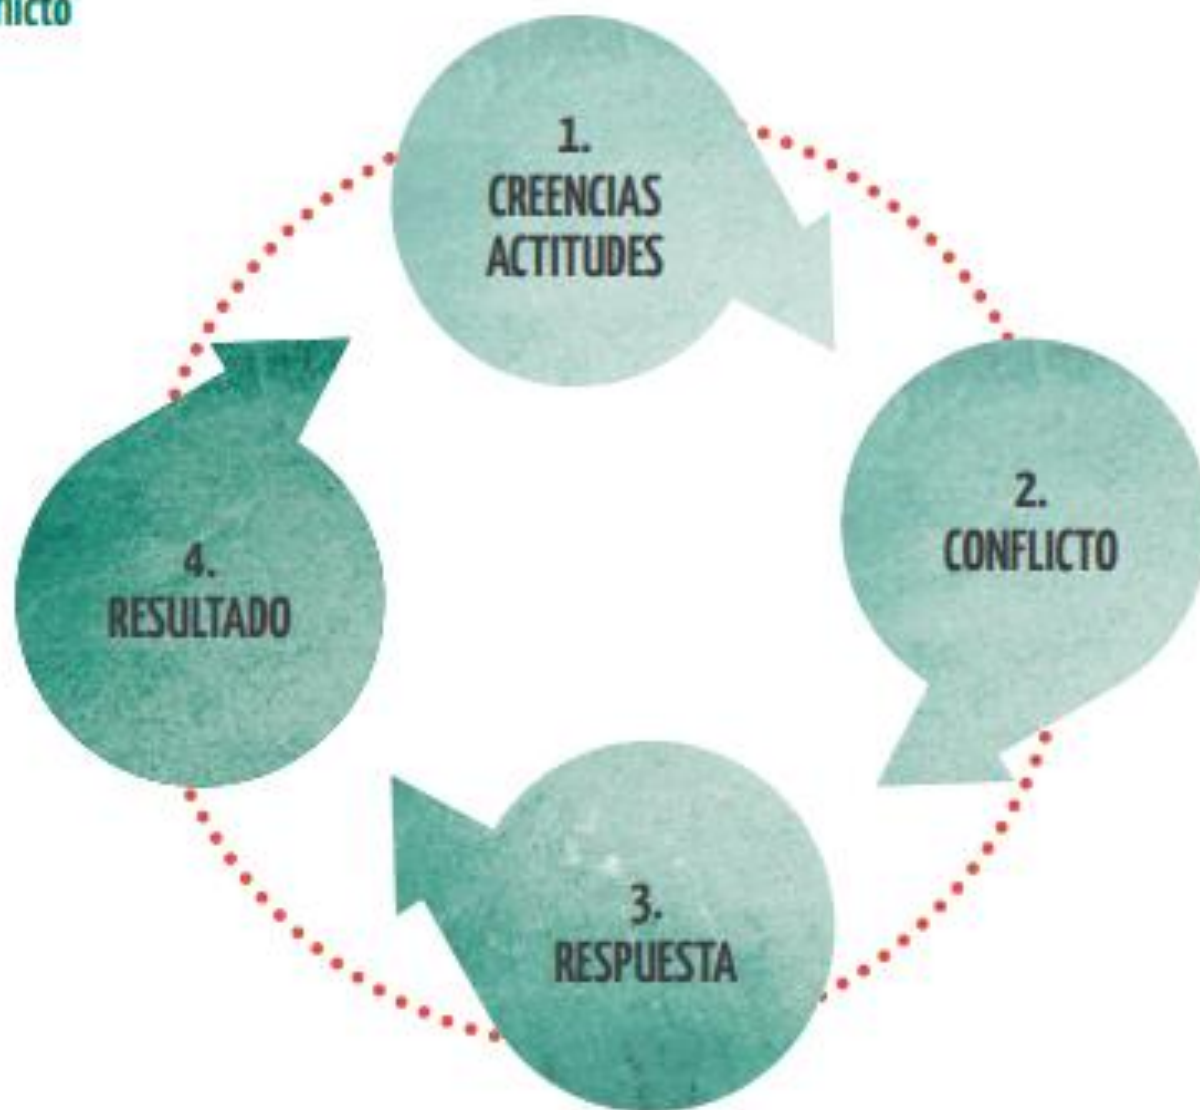 1.
CREENCIAS
ACTITUDES
2.
CONFLICTO
3.
RESPUESTA
4.
RESULTADO